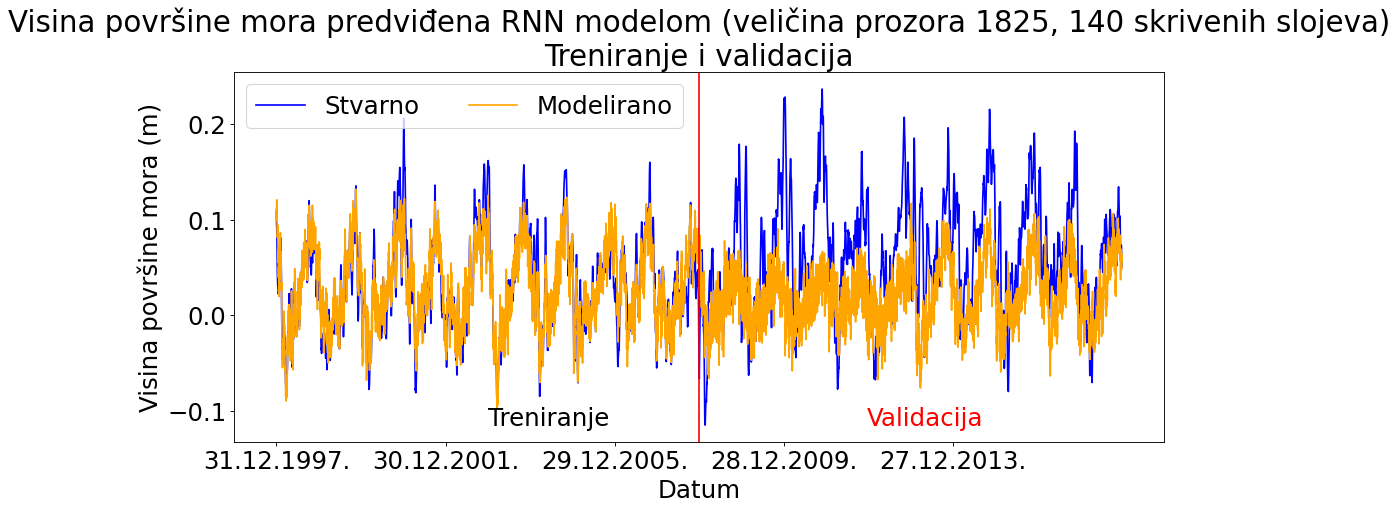 Visina površine mora predviđena RNN modelom (veličina prozora 1825, 140 skrivenih slojeva)
Treniranje i validacija
Stvarno
Modelirano
Visina površine mora (m)
0.2
0.1
0.0
−0.1
Treniranje
Validacija
31.12.1997.
30.12.2001.
29.12.2005.
28.12.2009.
27.12.2013.
Datum